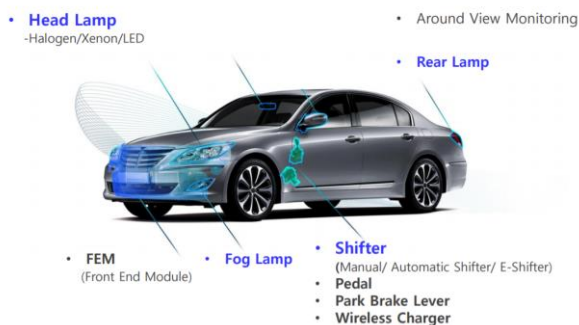 • Head Lamp
-Halogen/Xenon/LED
• Around View Monitoring
• Rear Lamp
• FEM
(Front End Module)
• Fog Lamp
• Shifter
(Manual/ Automatic Shifter/ E-Shifter)
• Pedal
• Park Brake Lever
• Wireless Charger